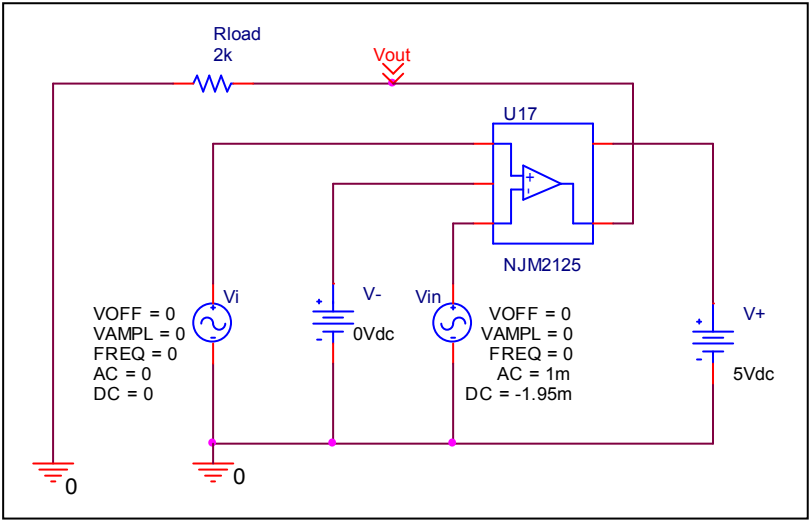 Rload
2k
Vout
U17
+
-
NJM2125
Vi
+
-
VOFF = 0
VAMPL = 0
FREQ = 0
AC = 0
DC = 0
V-
+
-
0Vdc
Vin
+
-
VOFF = 0
VAMPL = 0
FREQ = 0
AC = 1m
DC = -1.95m
V+
+
-
5Vdc
0
0